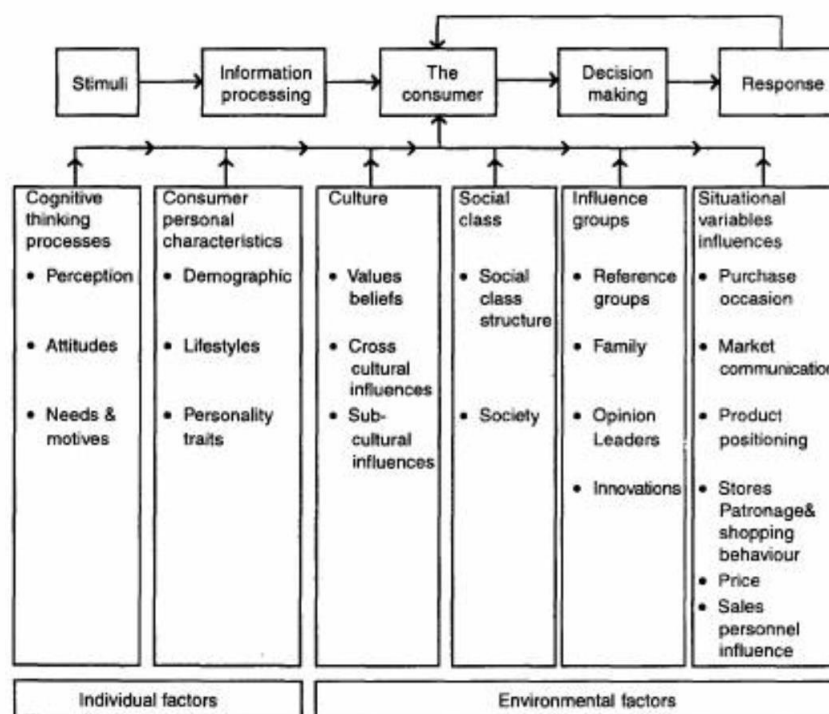 Stimuli
Information
processing
The
consumer
Decision
making
Response
Cognitive
thinking
processes
• Perception
• Attitudes
• Needs &
motives
Consumer
personal
characteristics
• Demographic
• Lifestyles
• Personality
traits
Culture
• Values
beliefs
• Cross
cultural
influences
• Sub-
cultural
influences
Social
class
• Social
class
structure
• Society
Influence
groups
• Reference
groups
• Family
• Opinion
Leaders
• Innovations
Situational
variables
influences
• Purchase
occasion
• Market
communication
• Product
positioning
• Stores
Patronage&
shopping
behaviour
• Price
• Sales
personnel
influence
Individual factors
Environmental factors